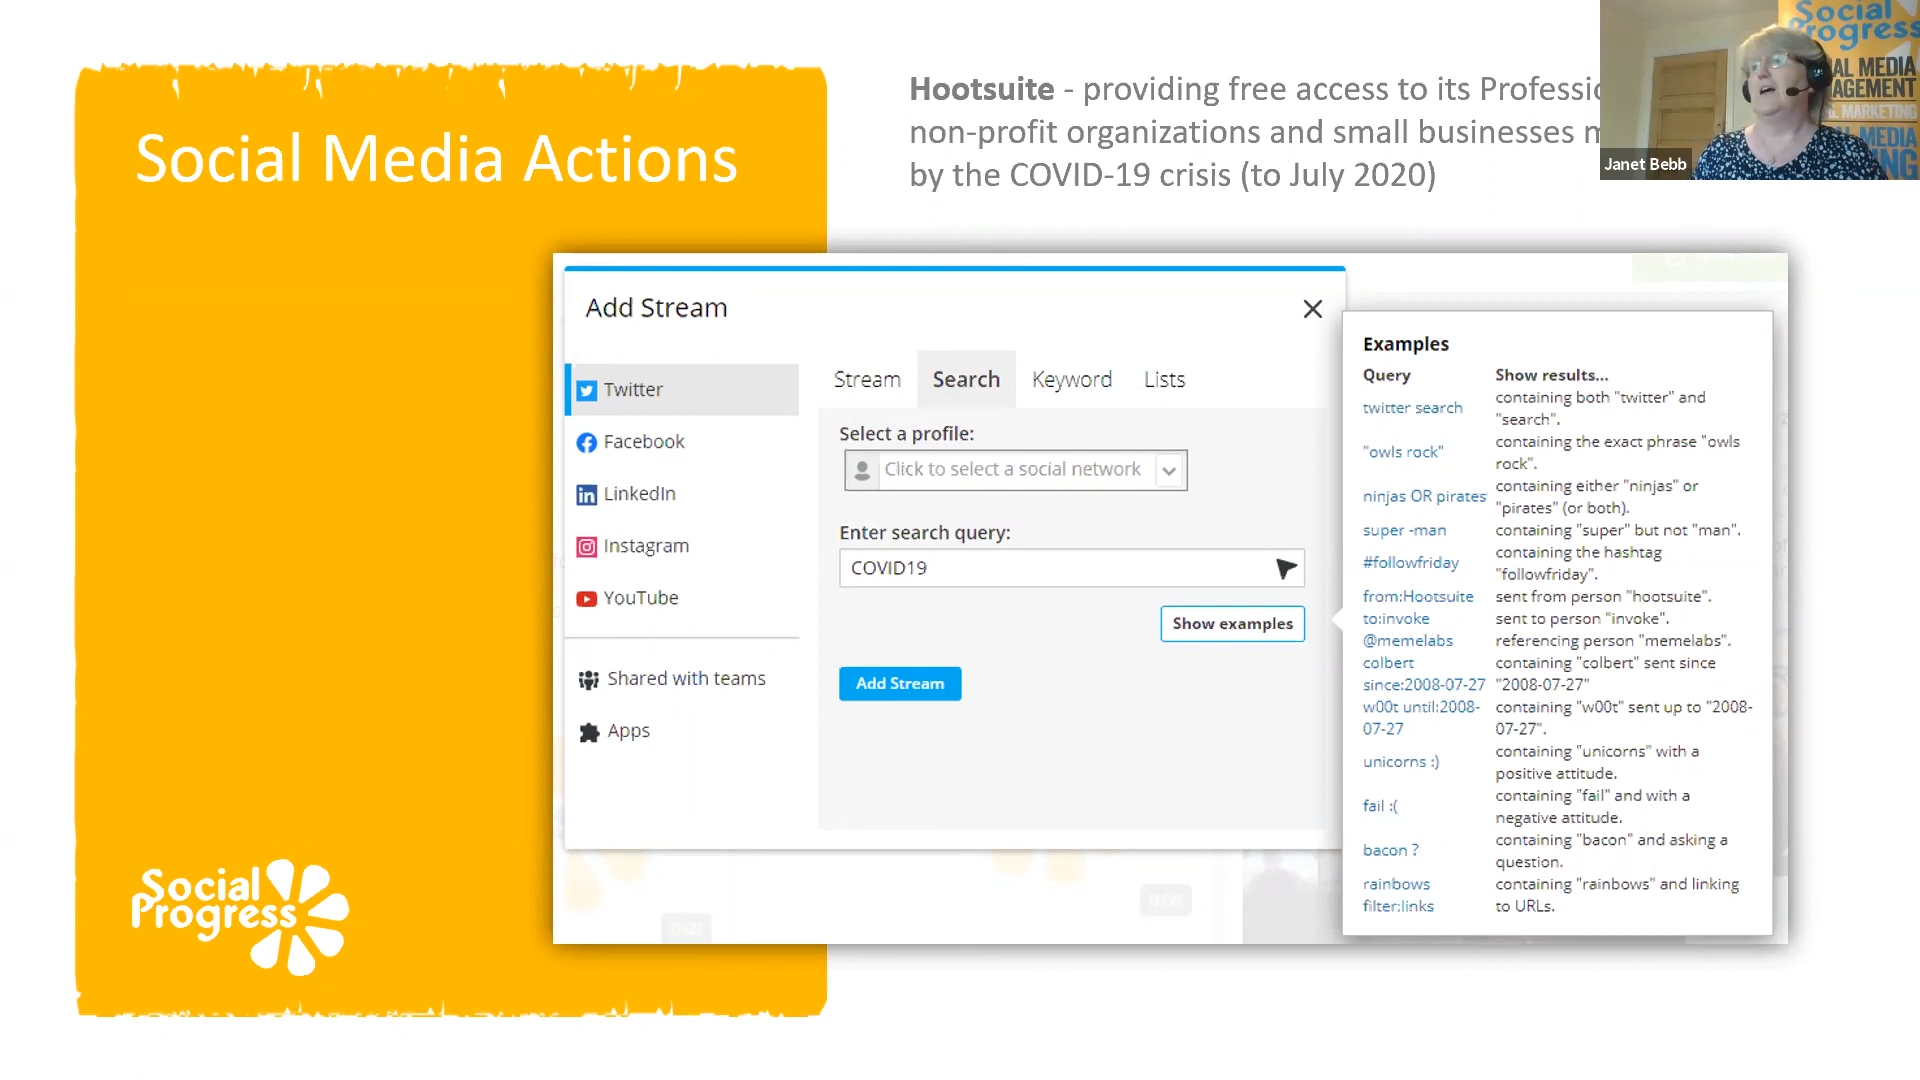 Social Media Actions
Hootsuite - providing free access to its
non-profit organizations and small businesses
by the COVID-19 crisis (to July 2020)
Social
Progress
AL MEDIA
AGEMENT
MARKETING
MEDIA
Janet Bebb
Add Stream
Twitter
Facebook
LinkedIn
Instagram
YouTube
Shared with teams
Apps
Stream Search Keyword Lists
Select a profile:
Click to select a social network
Enter search query:
COVID19
Show examples
Add Stream
Examples
Query Show results...
twitter search containing both "twitter" and
"search".
"owls rock" containing the exact phrase "owls
rock".
ninjas OR pirates containing either "ninjas" or
"pirates" (or both).
super -man containing "super" but not "man".
#followfriday containing the hashtag
"followfriday".
from:Hootsuite sent from person "hootsuite".
to:invoke sent to person "invoke".
@memelabs referencing person "memelabs".
colbert containing "colbert" sent since
since:2008-07-27 "2008-07-27"
w00t until:2008- containing "w00t" sent up to "2008-
07-27 07-27".
unicorns :) containing "unicorns" with a
positive attitude.
fail :( containing "fail" and with a
negative attitude.
bacon ? containing "bacon" and asking a
question.
rainbows containing "rainbows" and linking
filter:links to URLs.
Social
Progress